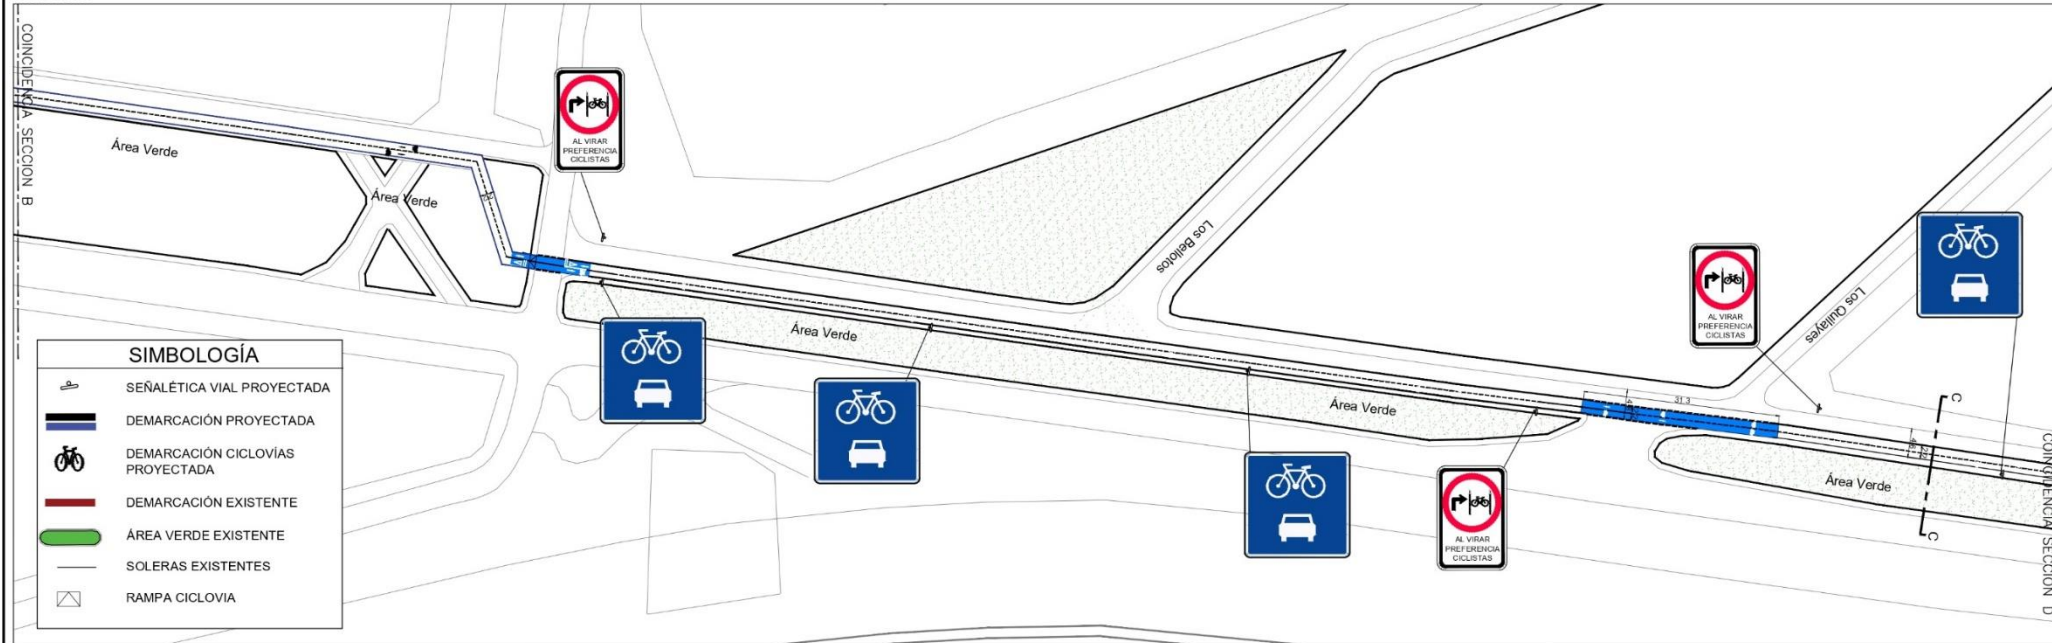 COINCIDENCIA SECCION B
Área Verde
Área Verde
AL VIRAR
PREFERENCIA
CICLISTAS
Los Bellotos
Área Verde
Área Verde
31.3
AL VIRAR
PREFERENCIA
CICLISTAS
AL VIRAR
PREFERENCIA
CICLISTAS
Los Quilayes
C
C
Área Verde
COINCIDENCIA SECCION D
SIMBOLOGÍA
SEÑALÉTICA VIAL PROYECTADA
DEMARCACIÓN PROYECTADA
DEMARCACIÓN CICLOVÍAS
PROYECTADA
DEMARCACIÓN EXISTENTE
ÁREA VERDE EXISTENTE
SOLERAS EXISTENTES
RAMPA CICLOVIA